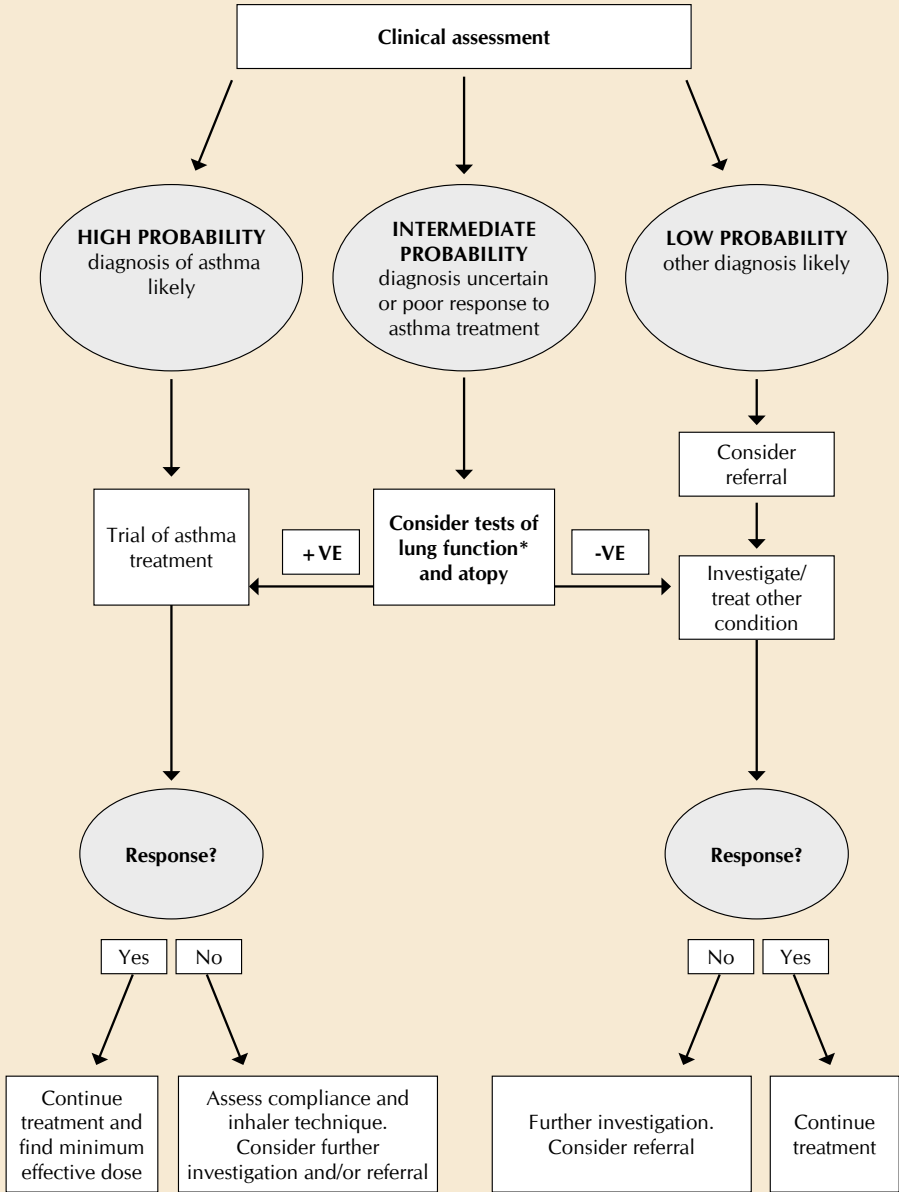 Clinical assessment
HIGH PROBABILITY
diagnosis of asthma
likely
INTERMEDIATE
PROBABILITY
diagnosis uncertain
or poor response to
asthma treatment
LOW PROBABILITY
other diagnosis likely
Consider
referral
Trial of asthma
treatment
+VE
Consider tests of
lung function*
and atopy
-VE
Investigate/
treat other
condition
Response?
Response?
Yes
No
No
Yes
Continue
treatment and
find minimum
effective dose
Assess compliance and
inhaler technique.
Consider further
investigation and/or referral
Further investigation.
Consider referral
Continue
treatment